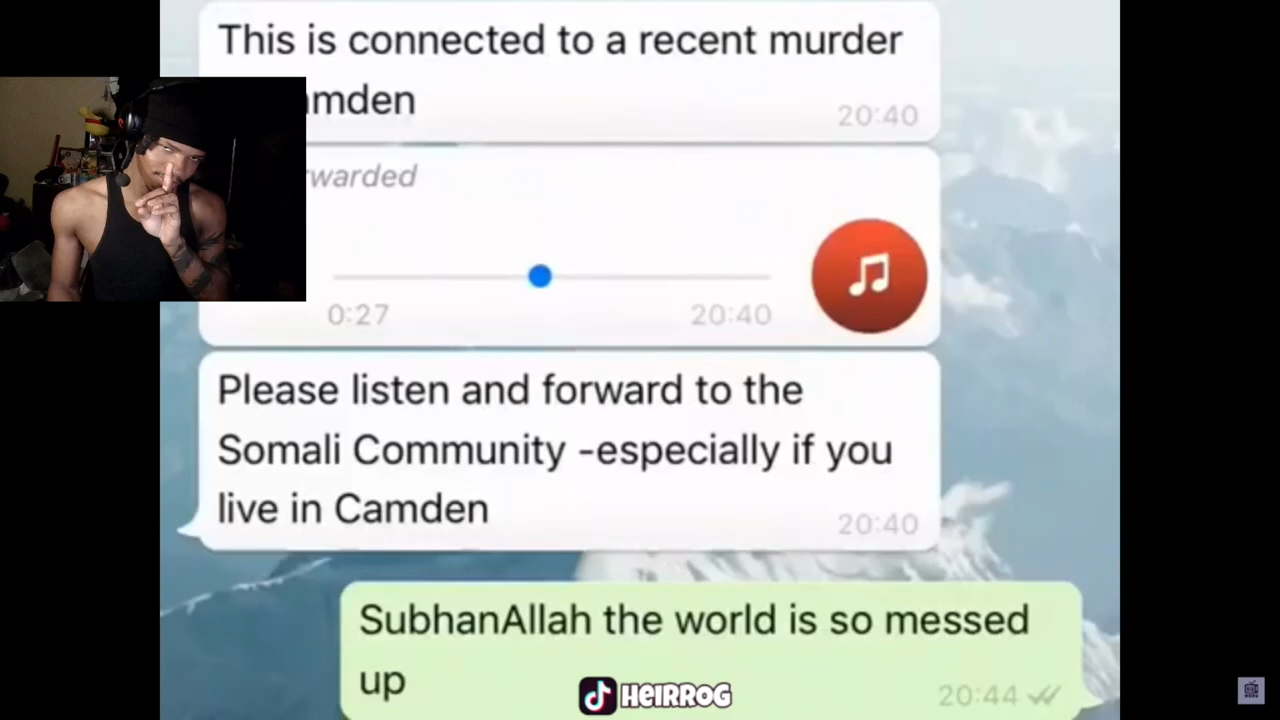 This is connected to a recent murder
mden
20:40
warded
0:27
20:40
Please listen and forward to the
Somali Community -especially if you
live in Camden
20:40
SubhanAllah the world is so messed
up
20:44
HEIRROG